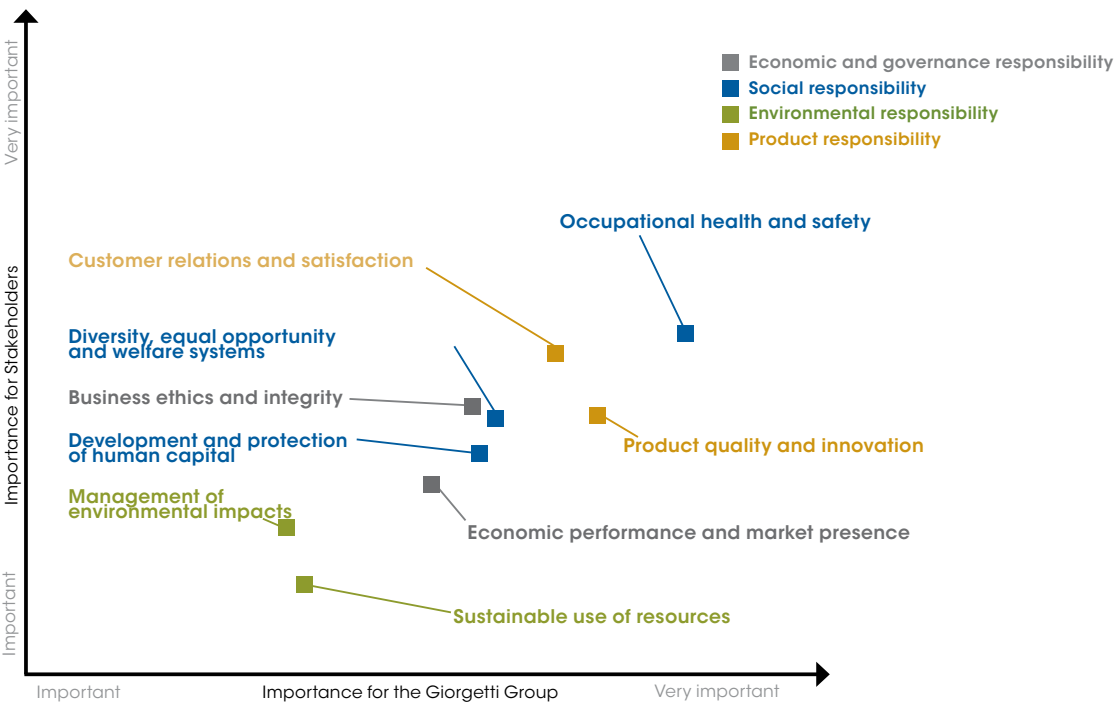 Very important
Economic and governance responsibility
Social responsibility
Environmental responsibility
Product responsibility
Occupational health and safety
Customer relations and satisfaction
Importance for Stakeholders
Diversity, equal opportunity
and welfare systems
Business ethics and integrity
Development and protection
of human capital
Product quality and innovation
Management of
environmental impacts
Economic performance and market presence
Important
Sustainable use of resources
Important
Importance for the Giorgetti Group
Very important